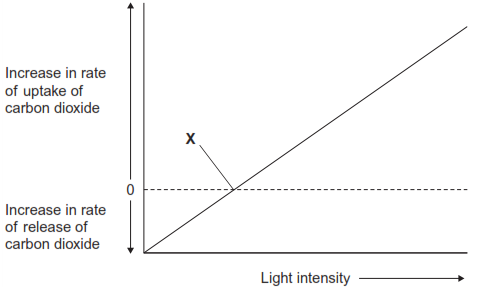 Increase in rate
of uptake of
carbon dioxide
X
0
Increase in rate
of release of
carbon dioxide
Light intensity